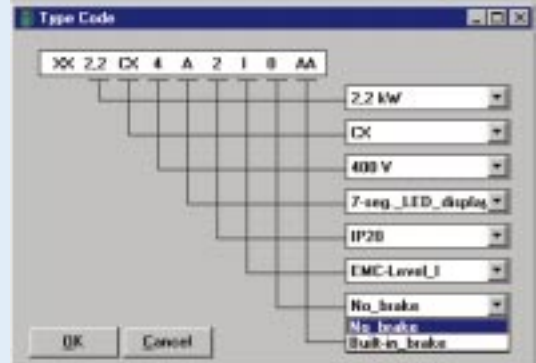 Type Code
XX 2,2 CX 4 A 2 I 0 AA
2,2 kW
CX
400 V
7-seg._LED_display
IP20
EMC-Level_I
No_brake
No_brake
Built-in_brake
OK Cancel